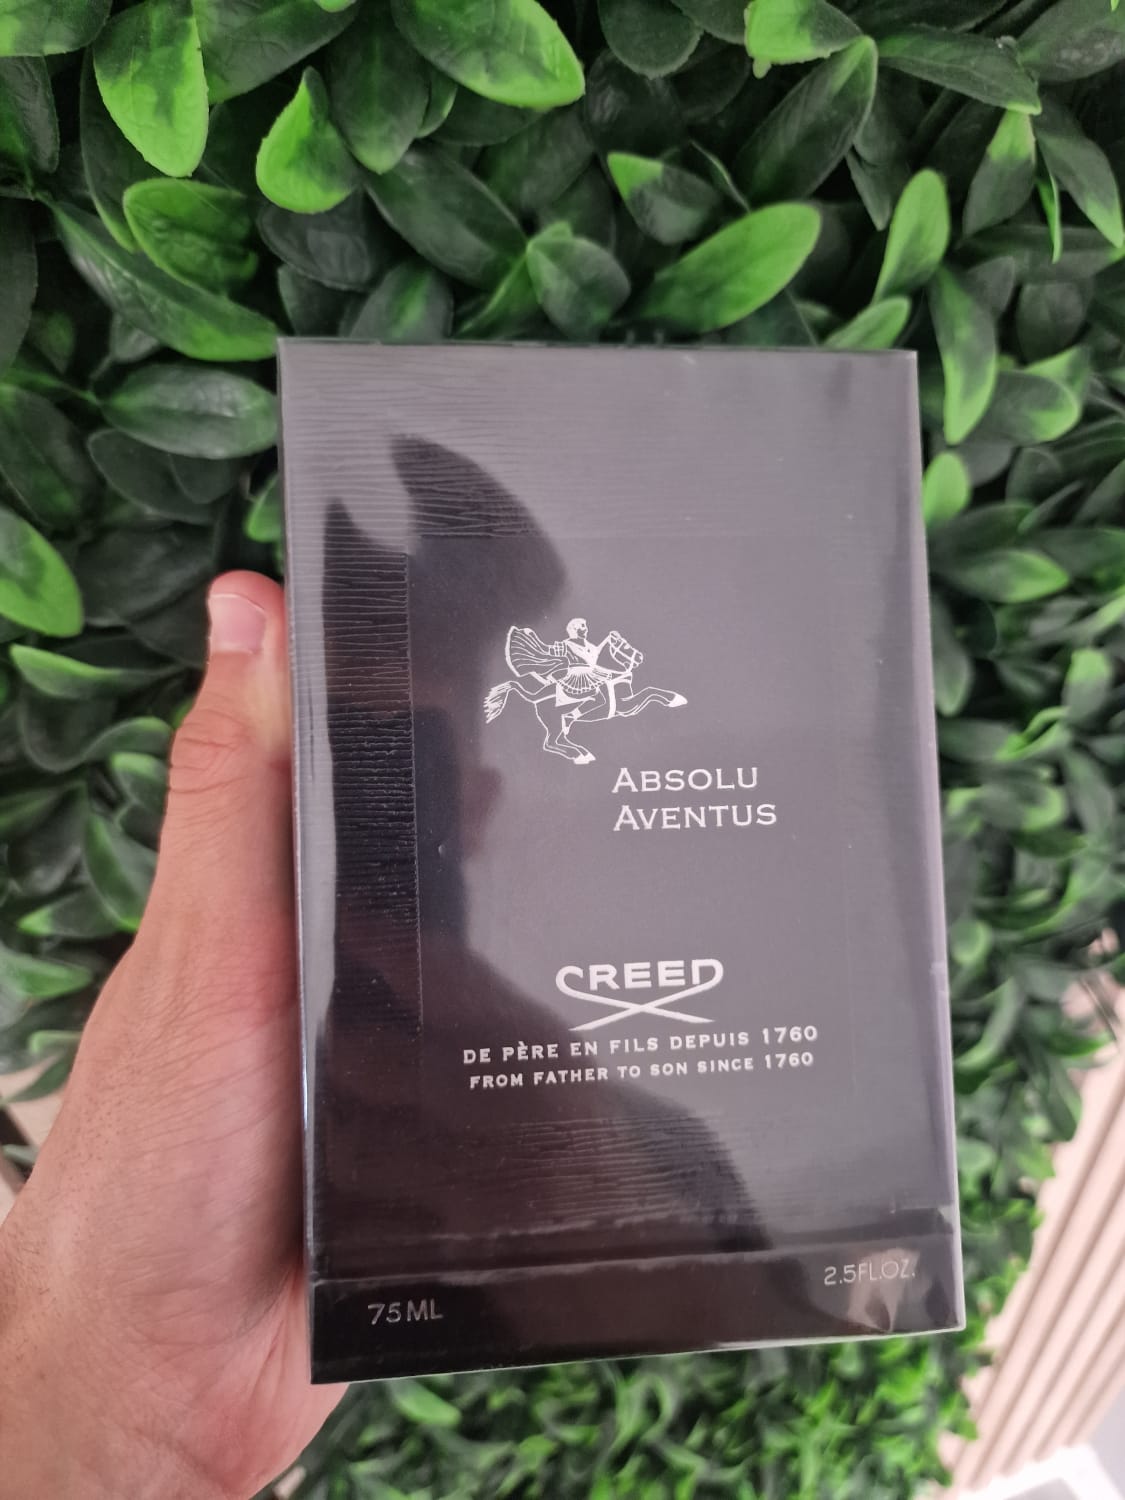 ABSOLU
AVENTUS
CREED
DE PÈRE EN FILS DEPUIS 1760
FROM FATHER TO SON SINCE 1760
75ML
2.5FL.OZ.